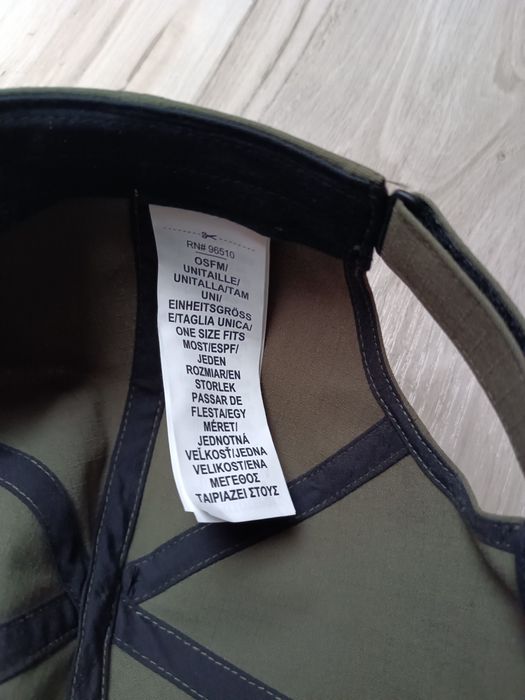 RN# 96510
OSFM/
UNITAILLE/
UNITALLA/TAM
UNI/
EINHEITSGRÖSS
E/TAGLIA UNICA/
ONE SIZE FITS
MOST/ESPF/
JEDEN
ROZMIAR/EN
STORLEK
PASSAR DE
FLESTA/EGY
MÉRET/
JEDNOTNÁ
VEĽKOSŤ/JEDNA
VELIKOST/ENA
ΜΕΓΕΘΟΣ
ΤΑΙΡΙΑΖΕΙ ΣΤΟΥΣ